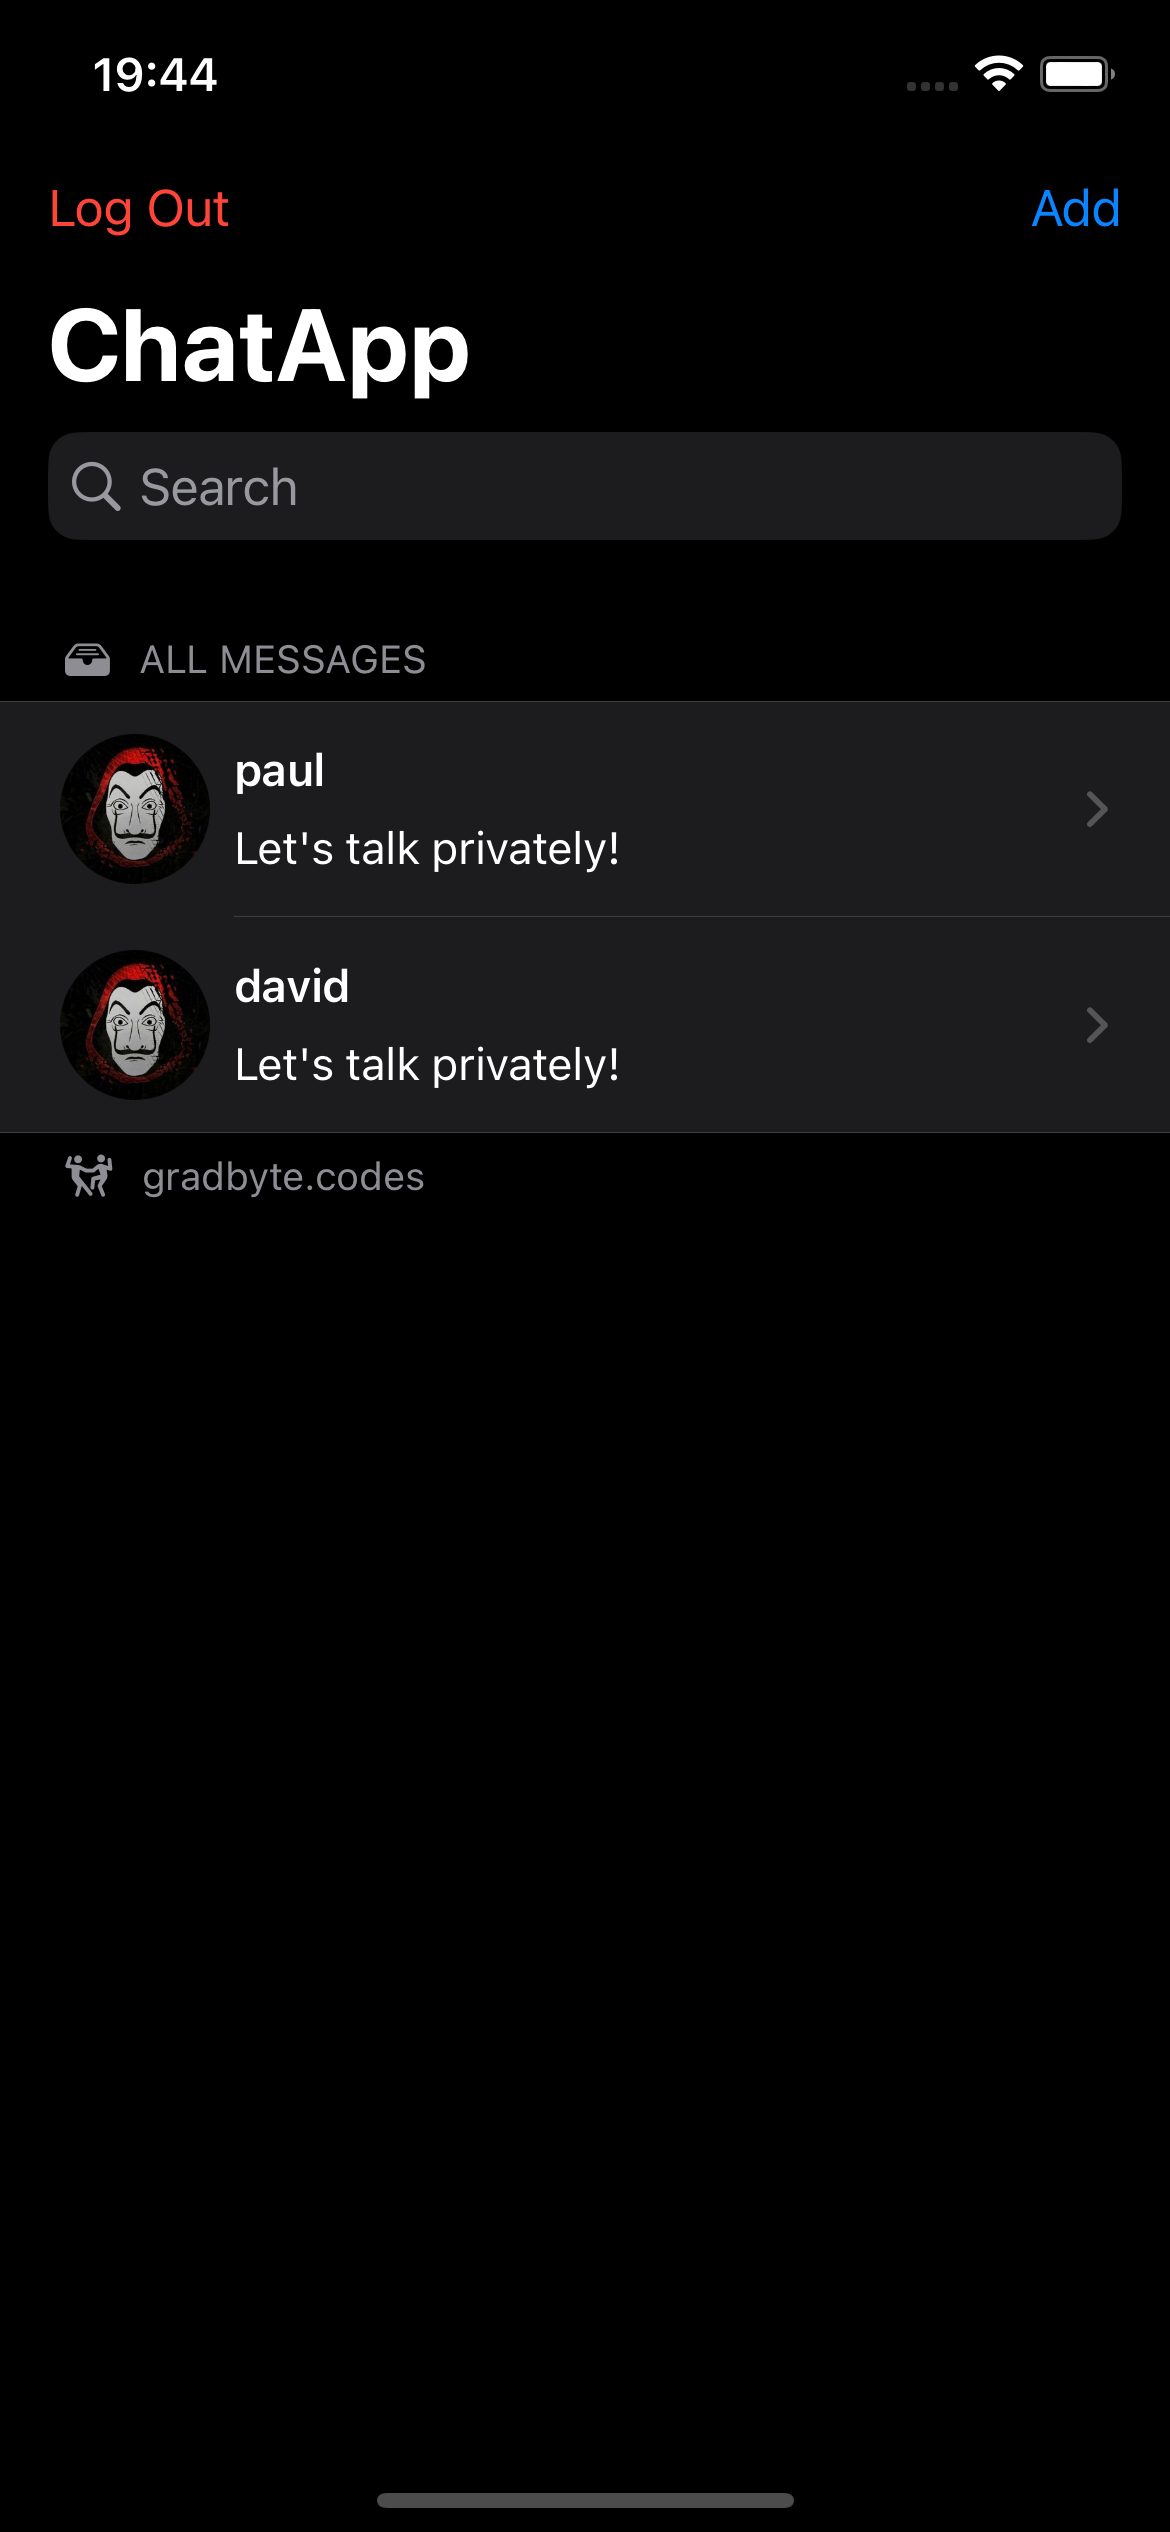 19:44
Log Out
Add
ChatApp
Search
ALL MESSAGES
paul
Let's talk privately!
david
Let's talk privately!
gradbyte.codes